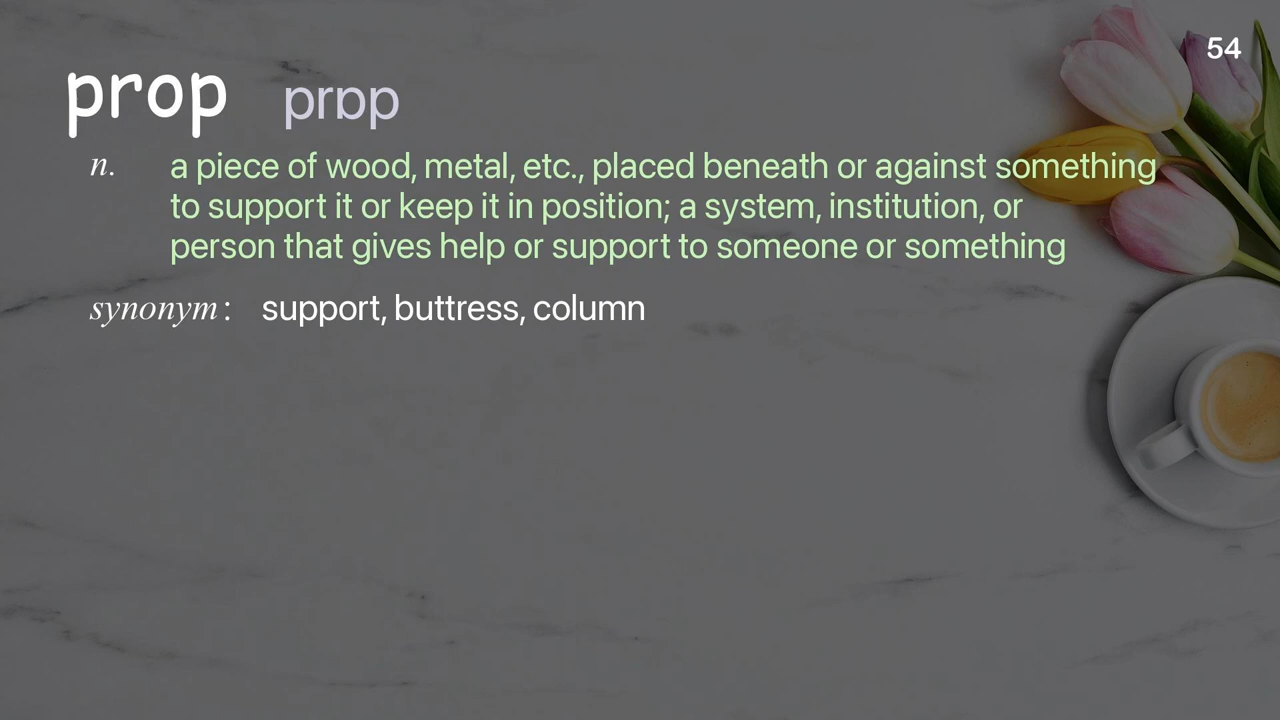 54
prop prɒp
n. a piece of wood, metal, etc., placed beneath or against something
to support it or keep it in position; a system, institution, or
person that gives help or support to someone or something
synonym: support, buttress, column